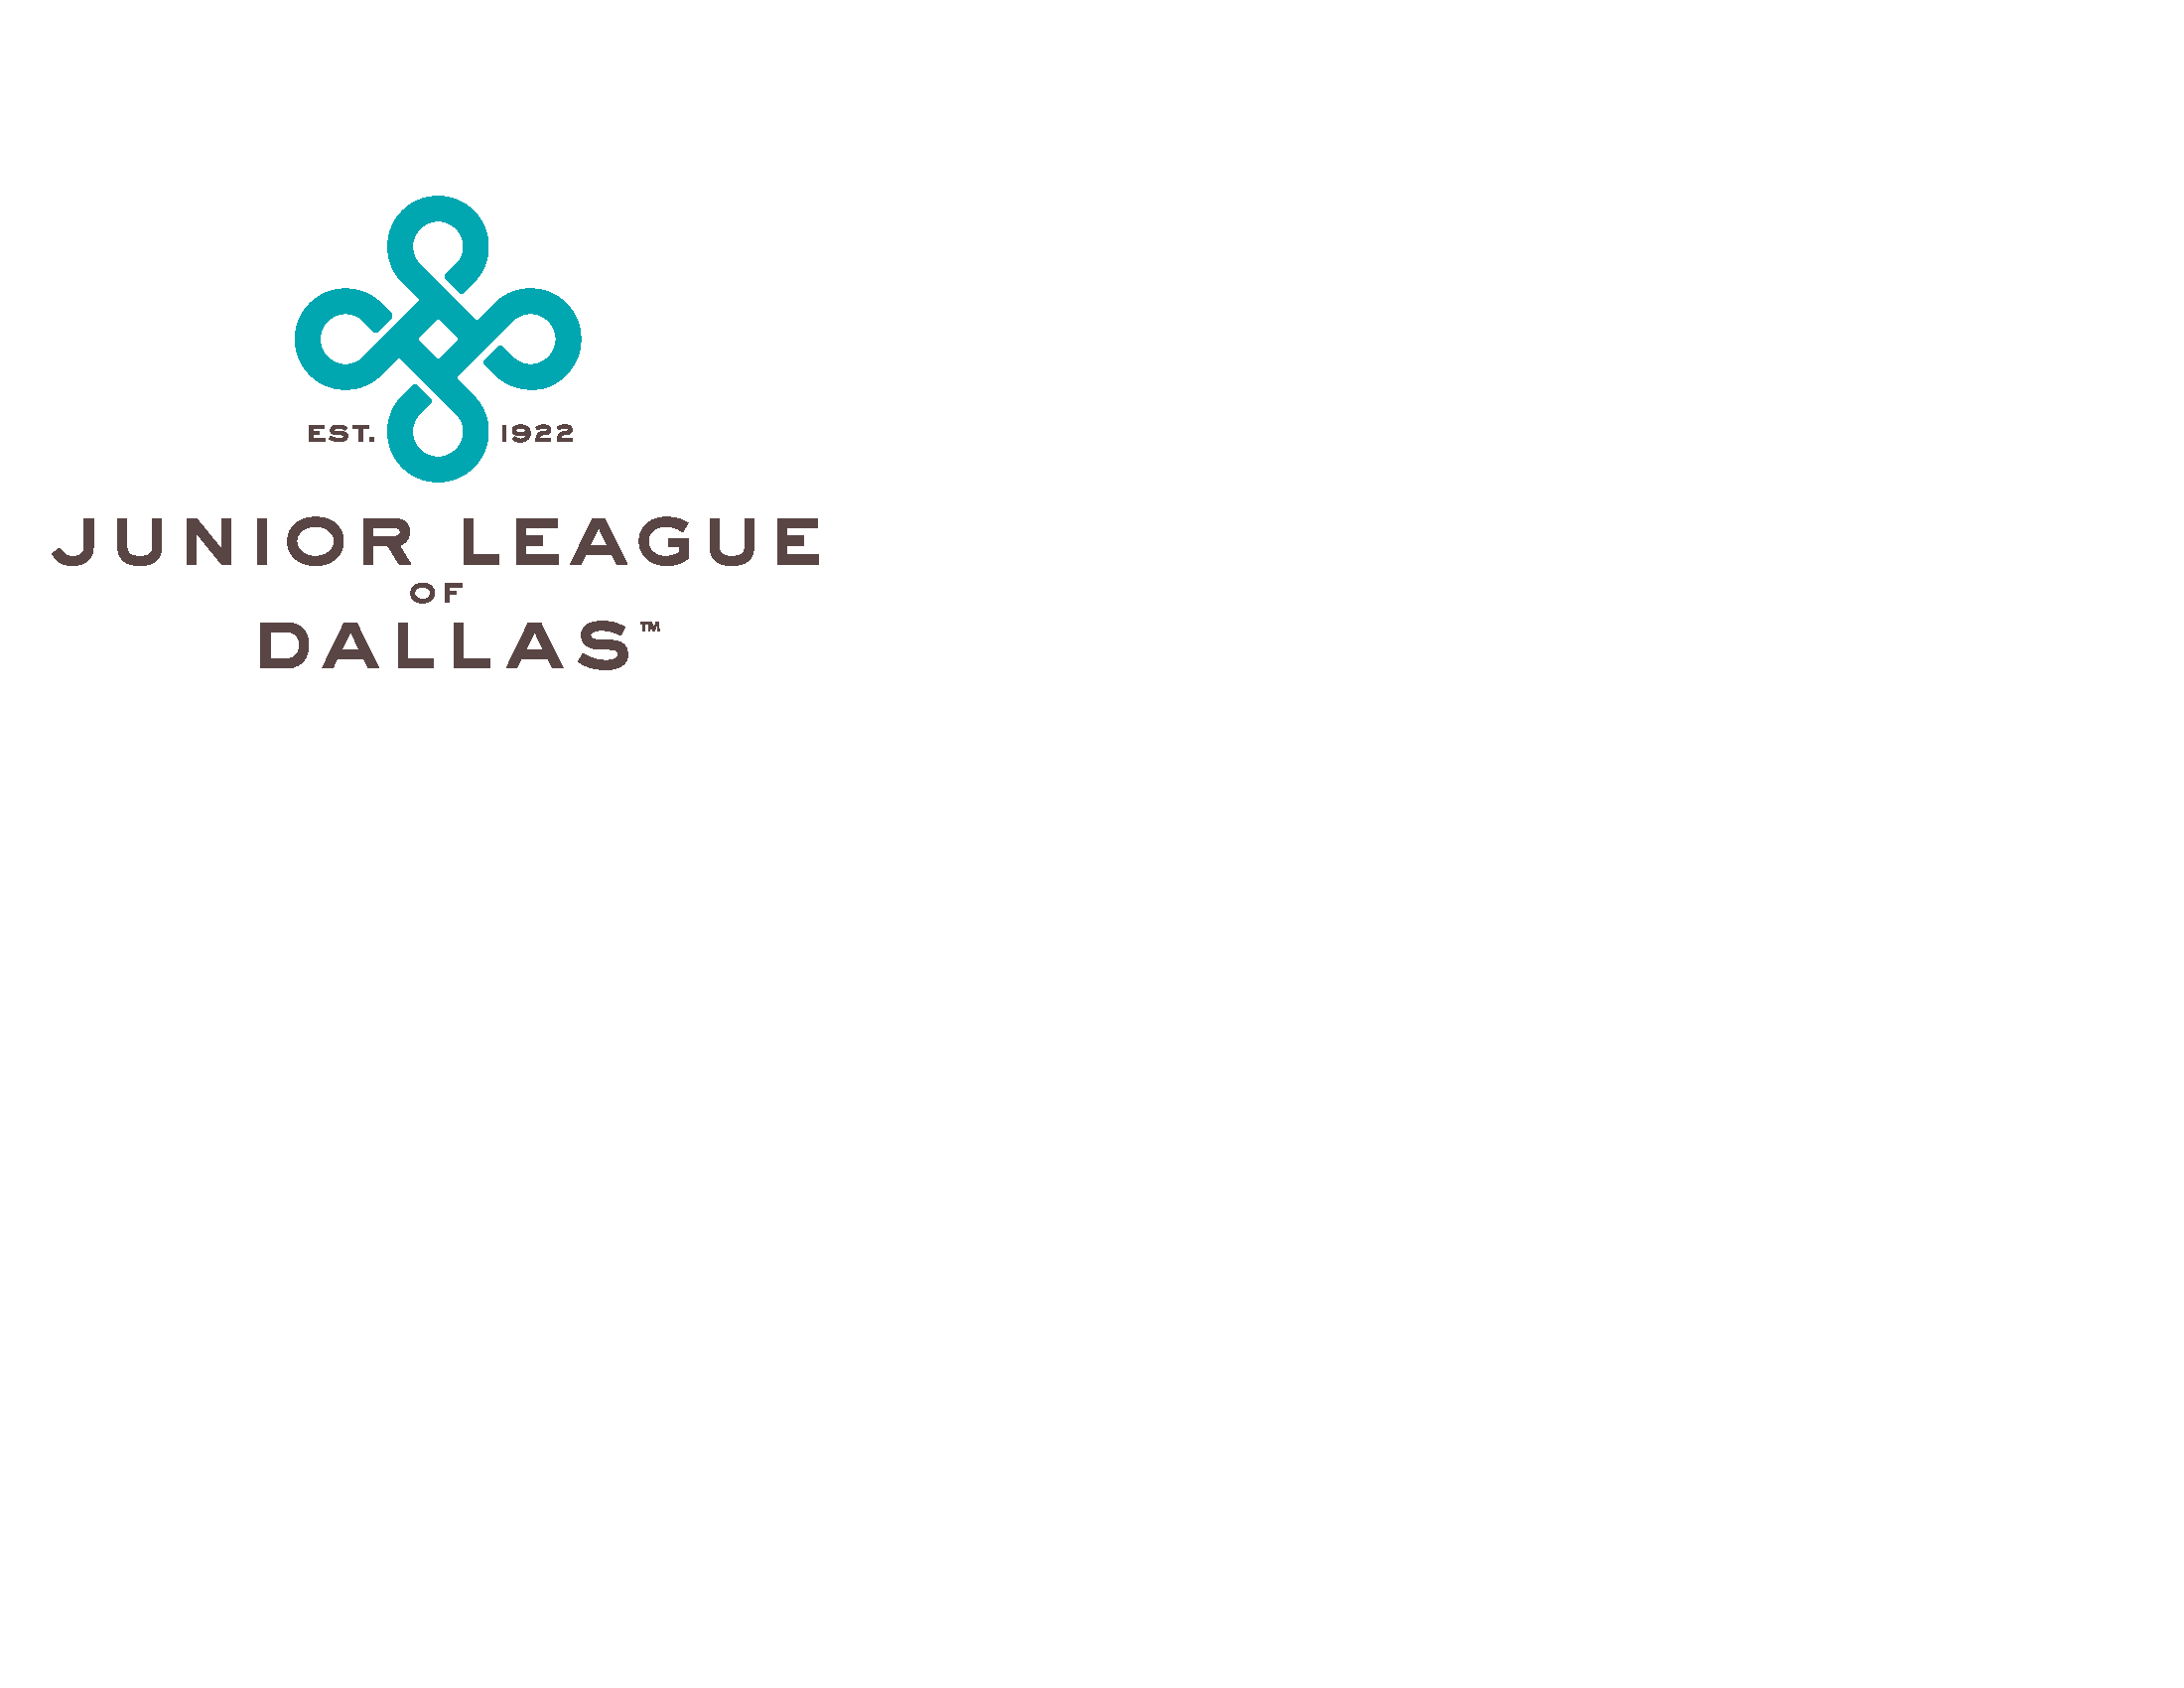 EST. 1922
JUNIOR LEAGUE
OF
DALLAS™